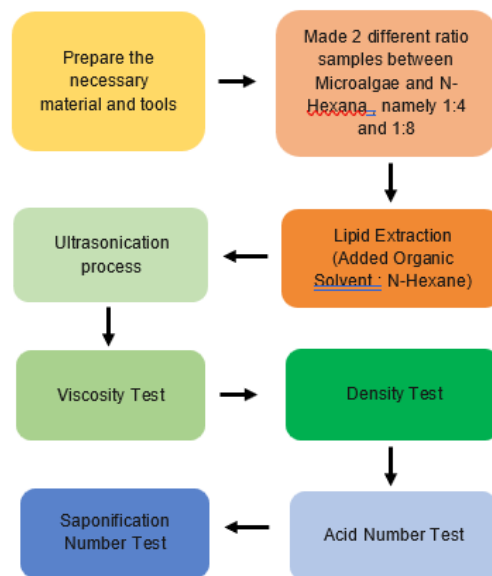 Prepare the
necessary
material and tools
Made 2 different ratio
samples between
Microalgae and N-
Hexana , namely 1:4
and 1:8
Lipid Extraction
(Added Organic
Solvent : N-Hexane)
Ultrasonication
process
Viscosity Test
Density Test
Acid Number Test
Saponification
Number Test